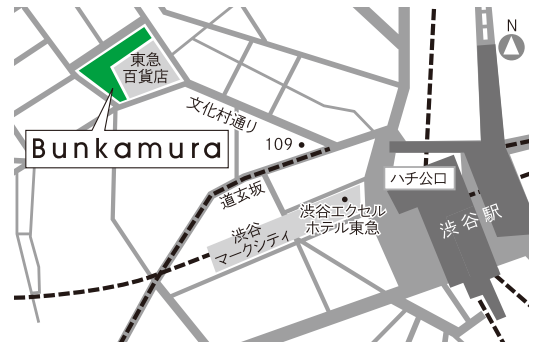 N
東急
百貨店
文化村通り
Bunkamura
109
ハチ公口
道玄坂
渋谷エクセル
ホテル東急
渋谷
マークシティ
渋谷駅